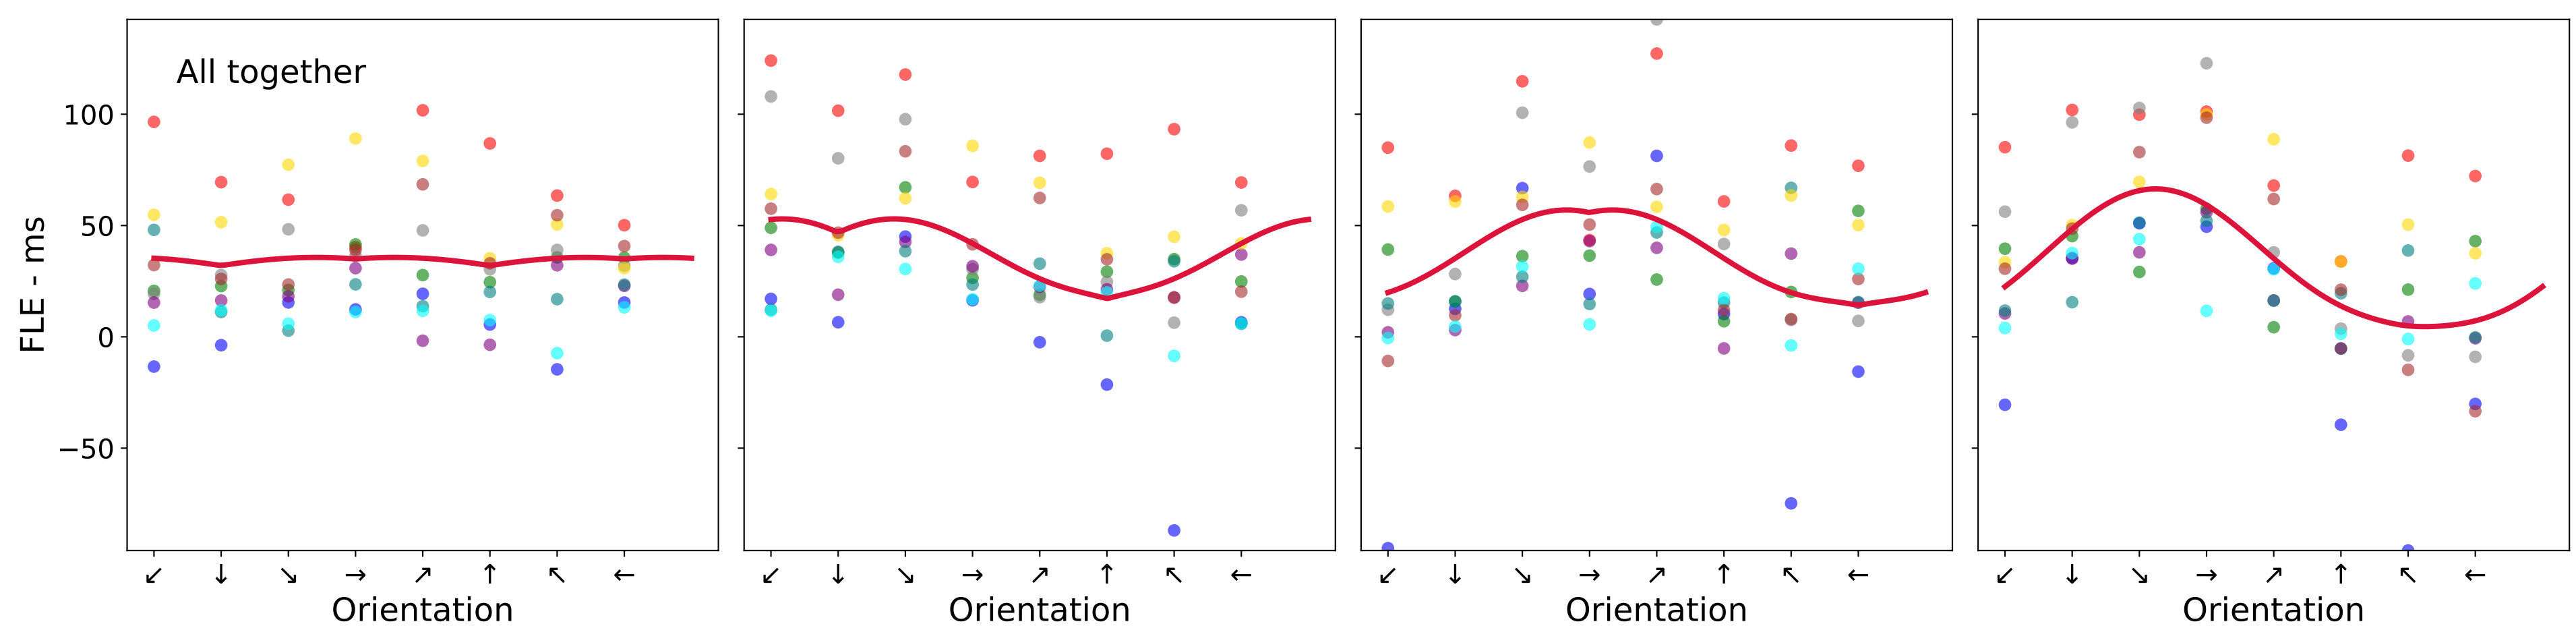 All together
FLE - ms
100
50
0
−50
↙ ↓ ↘ → ↗ ↑ ↖ ←
↙ ↓ ↘ → ↗ ↑ ↖ ←
↙ ↓ ↘ → ↗ ↑ ↖ ←
↙ ↓ ↘ → ↗ ↑ ↖ ←
Orientation
Orientation
Orientation
Orientation